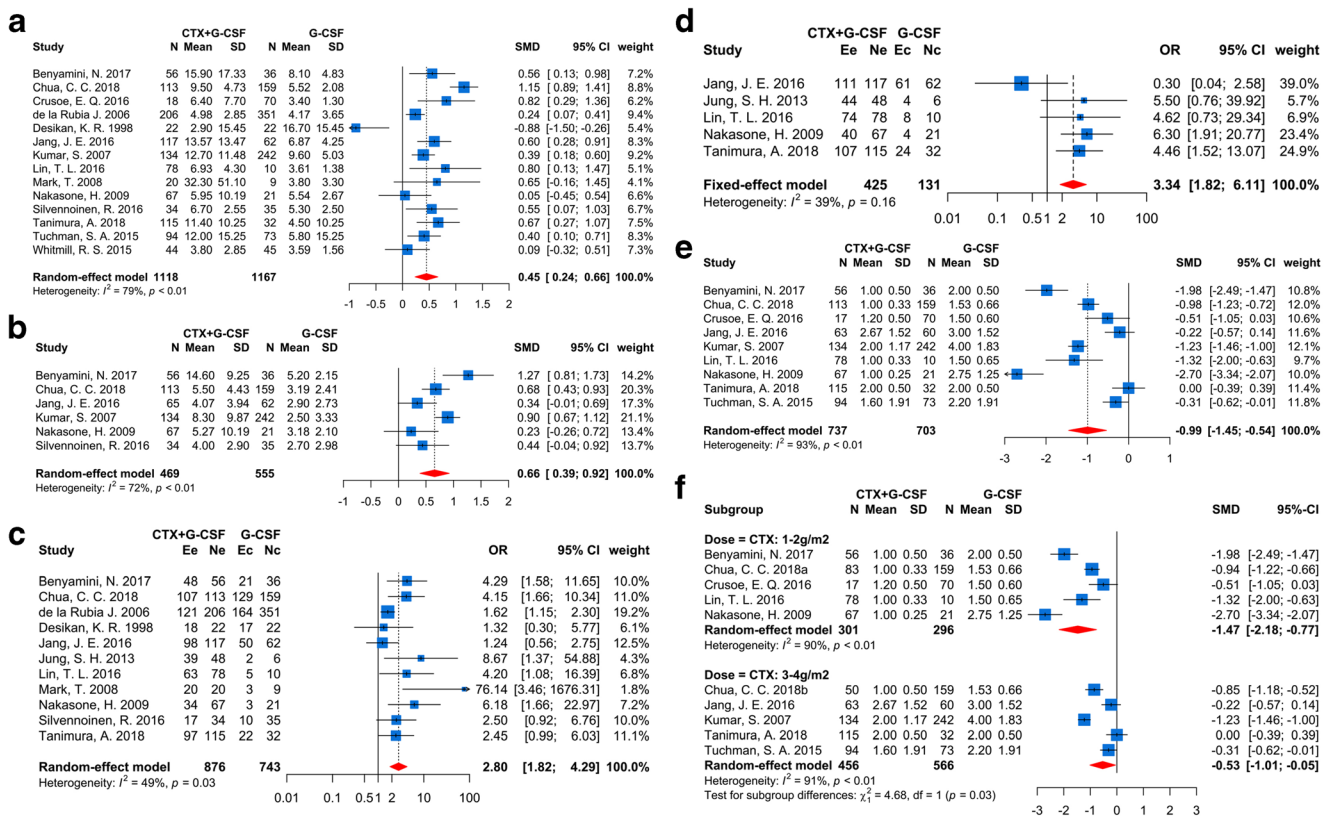 a
CTX+G-CSF G-CSF
Study N Mean SD N Mean SD SMD 95% CI weight
Benyamini, N. 2017 56 15.90 17.33 36 8.10 4.83 0.56 [ 0.13; 0.98] 7.2%
Chua, C. C. 2018 113 9.50 4.73 159 5.52 2.08 1.15 [ 0.89; 1.41] 8.8%
Crusoe, E. Q. 2016 18 6.40 7.70 70 3.40 1.30 0.82 [ 0.29; 1.36] 6.2%
de la Rubia J. 2006 206 4.98 2.85 351 4.17 3.65 0.24 [ 0.07; 0.41] 9.4%
Desikan, K. R. 1998 22 2.90 15.45 22 16.70 15.45 -0.88 [-1.50; -0.26] 5.4%
Jang, J. E. 2016 117 13.57 13.47 62 6.87 4.25 0.60 [ 0.28; 0.91] 8.3%
Kumar, S. 2007 134 12.70 11.48 242 9.60 5.03 0.39 [ 0.18; 0.60] 9.2%
Lin, T. L. 2016 78 6.93 4.30 10 3.61 1.38 0.80 [ 0.13; 1.47] 5.1%
Mark, T. 2008 20 32.30 51.10 9 3.80 3.30 0.65 [-0.16; 1.45] 4.1%
Nakasone, H. 2009 67 5.95 10.19 21 5.54 2.67 0.05 [-0.45; 0.54] 6.6%
Silvennoinen, R. 2016 34 6.70 2.55 35 5.30 2.50 0.55 [ 0.07; 1.03] 6.7%
Tanimura, A. 2018 115 11.40 10.25 32 4.50 10.25 0.67 [ 0.27; 1.07] 7.5%
Tuchman, S. A. 2015 94 12.00 15.25 73 5.80 15.25 0.40 [ 0.10; 0.71] 8.4%
Whitmill, R. S. 2015 44 3.80 2.85 45 3.59 1.56 0.09 [-0.32; 0.51] 7.3%
Random-effect model 1118 1167 0.45 [ 0.24; 0.66] 100.0%
Heterogeneity: I² = 79%, p < 0.01
-1 -0.5 0 0.5 1 1.5 2
b
CTX+G-CSF G-CSF
Study N Mean SD N Mean SD SMD 95% CI weight
Benyamini, N. 2017 56 14.60 9.25 36 5.20 2.15 1.27 [ 0.81; 1.73] 14.2%
Chua, C. C. 2018 113 5.50 4.43 159 3.19 2.41 0.68 [ 0.43; 0.93] 20.3%
Jang, J. E. 2016 65 4.07 3.94 62 2.90 2.73 0.34 [-0.01; 0.69] 17.3%
Kumar, S. 2007 134 8.30 9.87 242 2.50 3.33 0.90 [ 0.67; 1.12] 21.1%
Nakasone, H. 2009 67 5.27 10.19 21 3.18 2.10 0.23 [-0.26; 0.72] 13.4%
Silvennoinen, R. 2016 34 4.00 2.90 35 2.70 2.98 0.44 [-0.04; 0.92] 13.7%
Random-effect model 469 555 0.66 [ 0.39; 0.92] 100.0%
Heterogeneity: I² = 72%, p < 0.01
-1 -0.5 0 0.5 1 1.5 2
c
CTX+G-CSF G-CSF
Study Ee Ne Ec Nc OR 95% CI weight
Benyamini, N. 2017 48 56 21 36 4.29 [1.58; 11.65] 10.0%
Chua, C. C. 2018 107 113 129 159 4.15 [1.66; 10.34] 11.0%
de la Rubia J. 2006 121 206 164 351 1.62 [1.15; 2.30] 19.2%
Desikan, K. R. 1998 18 22 17 22 1.32 [0.30; 5.77] 6.1%
Jang, J. E. 2016 98 117 50 62 1.24 [0.56; 2.75] 12.5%
Jung, S. H. 2013 39 48 2 6 8.67 [1.37; 54.88] 4.3%
Lin, T. L. 2016 63 78 5 10 4.20 [1.08; 16.39] 6.8%
Mark, T. 2008 20 20 3 9 76.14 [3.46; 1676.31] 1.8%
Nakasone, H. 2009 34 67 3 21 6.18 [1.66; 22.97] 7.2%
Silvennoinen, R. 2016 17 34 10 35 2.50 [0.92; 6.76] 10.0%
Tanimura, A. 2018 97 115 22 32 2.45 [0.99; 6.03] 11.1%
Random-effect model 876 743 2.80 [1.82; 4.29] 100.0%
Heterogeneity: I² = 49%, p = 0.03
0.01 0.1 0.51 2 10 100
d
CTX+G-CSF G-CSF
Study Ee Ne Ec Nc OR 95% CI weight
Jang, J. E. 2016 111 117 61 62 0.30 [0.04; 2.58] 39.0%
Jung, S. H. 2013 44 48 4 6 5.50 [0.76; 39.92] 5.7%
Lin, T. L. 2016 74 78 8 10 4.62 [0.73; 29.34] 6.9%
Nakasone, H. 2009 40 67 4 21 6.30 [1.91; 20.77] 23.4%
Tanimura, A. 2018 107 115 24 32 4.46 [1.52; 13.07] 24.9%
Fixed-effect model 425 131 3.34 [1.82; 6.11] 100.0%
Heterogeneity: I² = 39%, p = 0.16
0.01 0.1 0.51 2 10 100
e
CTX+G-CSF G-CSF
Study N Mean SD N Mean SD SMD 95% CI weight
Benyamini, N. 2017 56 1.00 0.50 36 2.00 0.50 -1.98 [-2.49; -1.47] 10.8%
Chua, C. C. 2018 113 1.00 0.33 159 1.53 0.66 -0.98 [-1.23; -0.72] 12.0%
Crusoe, E. Q. 2016 17 1.20 0.50 70 1.50 0.60 -0.51 [-1.05; 0.03] 10.6%
Jang, J. E. 2016 63 2.67 1.52 60 3.00 1.52 -0.22 [-0.57; 0.14] 11.6%
Kumar, S. 2007 134 2.00 1.17 242 4.00 1.83 -1.23 [-1.46; -1.00] 12.1%
Lin, T. L. 2016 78 1.00 0.33 10 1.50 0.65 -1.32 [-2.00; -0.63] 9.7%
Nakasone, H. 2009 67 1.00 0.25 21 2.75 1.25 -2.70 [-3.34; -2.07] 10.0%
Tanimura, A. 2018 115 2.00 0.50 32 2.00 0.50 0.00 [-0.39; 0.39] 11.4%
Tuchman, S. A. 2015 94 1.60 1.91 73 2.20 1.91 -0.31 [-0.62; -0.01] 11.8%
Random-effect model 737 703 -0.99 [-1.45; -0.54] 100.0%
Heterogeneity: I² = 93%, p < 0.01
-3 -2 -1 0 1
f
CTX+G-CSF G-CSF
Subgroup N Mean SD N Mean SD SMD 95%-CI
Dose = CTX: 1-2g/m2
Benyamini, N. 2017 56 1.00 0.50 36 2.00 0.50 -1.98 [-2.49; -1.47]
Chua, C. C. 2018a 83 1.00 0.33 159 1.53 0.66 -0.94 [-1.22; -0.66]
Crusoe, E. Q. 2016 17 1.20 0.50 70 1.50 0.60 -0.51 [-1.05; 0.03]
Lin, T. L. 2016 78 1.00 0.33 10 1.50 0.65 -1.32 [-2.00; -0.63]
Nakasone, H. 2009 67 1.00 0.25 21 2.75 1.25 -2.70 [-3.34; -2.07]
Random-effect model 301 296 -1.47 [-2.18; -0.77]
Heterogeneity: I² = 90%, p < 0.01
Dose = CTX: 3-4g/m2
Chua, C. C. 2018b 50 1.00 0.50 159 1.53 0.66 -0.85 [-1.18; -0.52]
Jang, J. E. 2016 63 2.67 1.52 60 3.00 1.52 -0.22 [-0.57; 0.14]
Kumar, S. 2007 134 2.00 1.17 242 4.00 1.83 -1.23 [-1.46; -1.00]
Tanimura, A. 2018 115 2.00 0.50 32 2.00 0.50 0.00 [-0.39; 0.39]
Tuchman, S. A. 2015 94 1.60 1.91 73 2.20 1.91 -0.31 [-0.62; -0.01]
Random-effect model 456 566 -0.53 [-1.01; -0.05]
Heterogeneity: I² = 91%, p < 0.01
Test for subgroup differences: χ²₁ = 4.68, df = 1 (p = 0.03)
-3 -2 -1 0 1 2 3